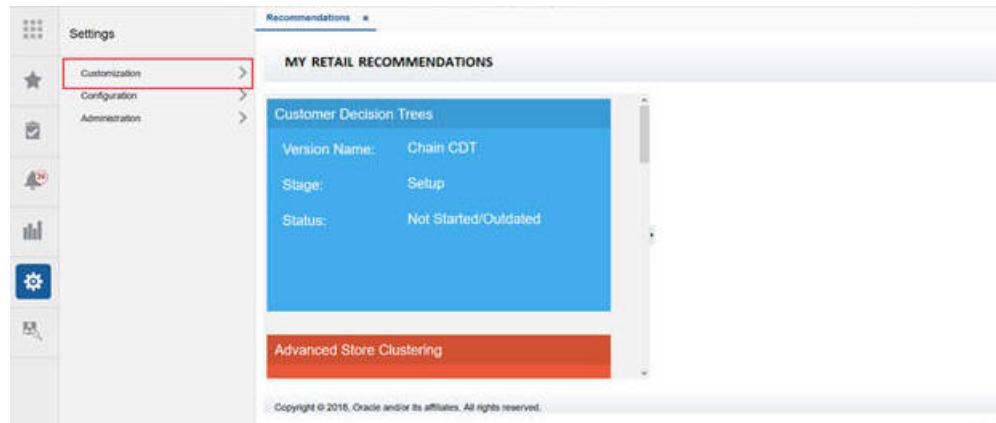 Recommendations ×
Settings
MY RETAIL RECOMMENDATIONS
Customization
Configuration
Administration
Customer Decision Trees
Version Name: Chain CDT
Stage: Setup
Status: Not Started/Outdated
Advanced Store Clustering
Copyright © 2016, Oracle and/or its affiliates. All rights reserved.